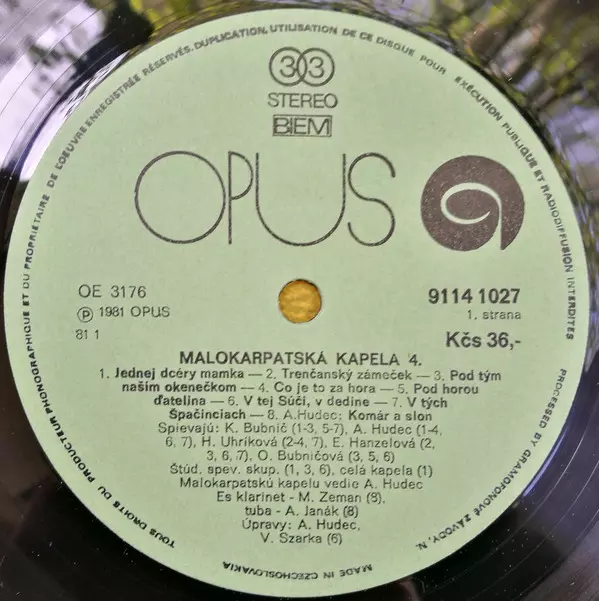 TOUS DROITS DU PRODUCTEUR PHONOGRAPHIQUE ET DU PROPRIÉTAIRE DE L'OEUVRE ENREGISTRÉE RÉSERVÉS. DUPLICATION, UTILISATION DE CE DISQUE POUR EXÉCUTION PUBLIQUE ET RADIODIFFUSION INTERDITES
33
STEREO
BIEM
OPUS
OE 3176
Ⓟ 1981 OPUS
81 1
9114 1027
1. strana
Kčs 36,-
MALOKARPATSKÁ KAPELA 4.
1. Jednej dcéry mamka — 2. Trenčanský zámeček — 3. Pod tým
naším okenečkom — 4. Co je to za hora — 5. Pod horou
ďatelina — 6. V tej Súči, v dedine — 7. V tých
Špačinciach — 8. A. Hudec: Komár a slon
Spievajú: K. Bubnič (1-3, 5-7), A. Hudec (1-4,
6, 7), H. Uhríková (2-4, 7), E. Hanzelová (2,
3, 6, 7), O. Bubničová (3, 5, 6)
Štúd. spev. skup. (1, 3, 6), celá kapela (1)
Malokarpatskú kapelu vedie A. Hudec
Es klarinet - M. Zeman (8),
tuba - A. Janák (8)
Úpravy: A. Hudec,
V. Szarka (6)
PROCESSED BY GRAMOFONOVÉ ZÁVODY, N.
MADE IN CZECHOSLOVAKIA